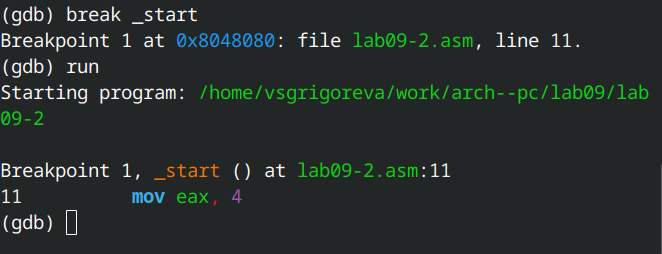 (gdb) break _start
Breakpoint 1 at 0x8048080: file lab09-2.asm, line 11.
(gdb) run
Starting program: /home/vsgrigoreva/work/arch--pc/lab09/lab
09-2
Breakpoint 1, _start () at lab09-2.asm:11
11          mov eax, 4
(gdb)